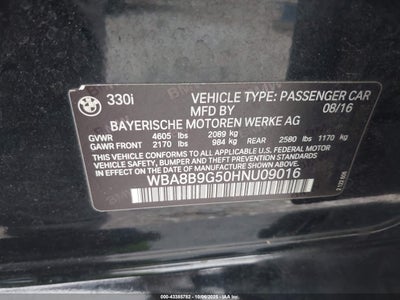 BMW
330i
VEHICLE TYPE: PASSENGER CAR
MFD BY 08/16
BAYERISCHE MOTOREN WERKE AG
GVWR 4605 lbs 2089 kg
GAWR FRONT 2170 lbs 984 kg REAR 2580 lbs 1170 kg
THIS VEHICLE CONFORMS TO ALL APPLICABLE U.S. FEDERAL MOTOR
VEHICLE SAFETY, BUMPER, AND THEFT PREVENTION STANDARDS
IN EFFECT ON THE DATE OF MANUFACTURE SHOWN ABOVE.
WBA8B9G50HNU09016
Owner: 43355782 - 10/06/2025 - IAA Inc.